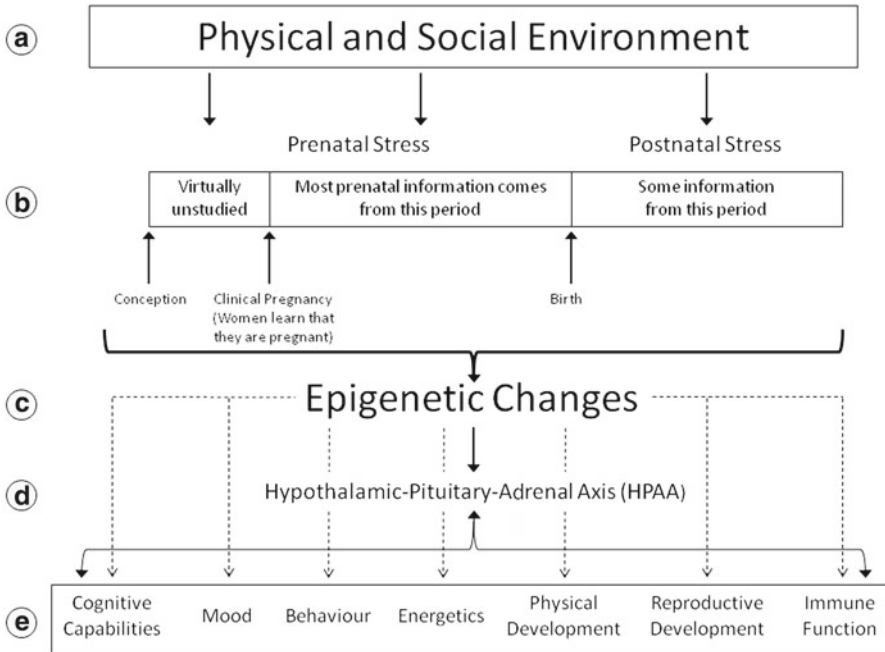 a
Physical and Social Environment
Prenatal Stress
Postnatal Stress
b
Virtually
unstudied
Most prenatal information comes
from this period
Some information
from this period
Conception
Clinical Pregnancy
(Women learn that
they are pregnant)
Birth
c
Epigenetic Changes
d
Hypothalamic-Pituitary-Adrenal Axis (HPAA)
e
Cognitive
Capabilities
Mood
Behaviour
Energetics
Physical
Development
Reproductive
Development
Immune
Function